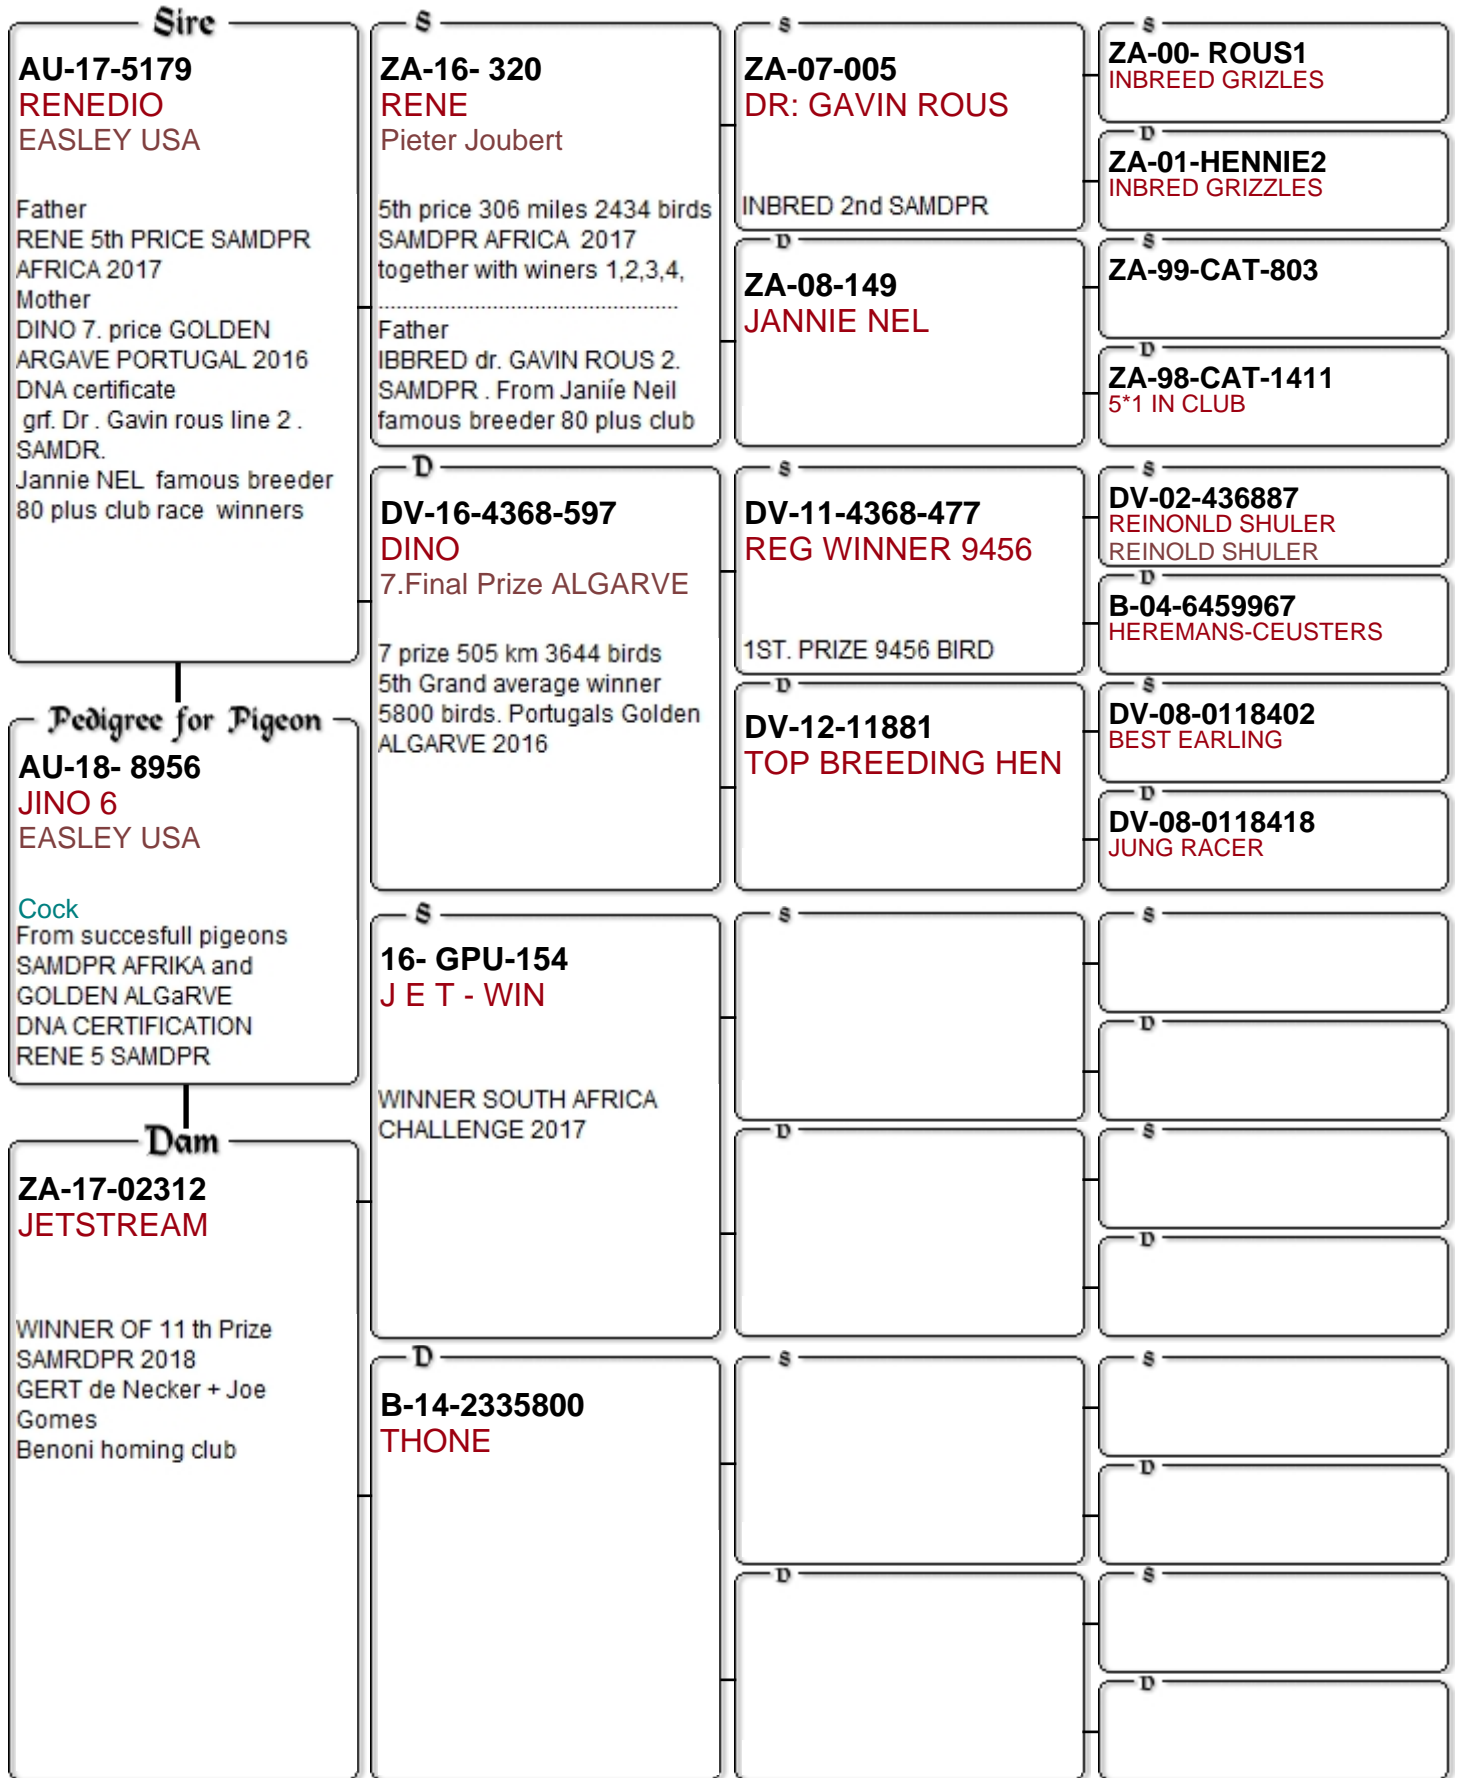 Sire
AU-17-5179
RENEDIO
EASLEY USA
Father
RENE 5th PRICE SAMDPR
AFRICA 2017
Mother
DINO 7. price GOLDEN
ARGAVE PORTUGAL 2016
DNA certificate
grf. Dr . Gavin rous line 2 .
SAMDR.
Jannie NEL famous breeder
80 plus club race winners
Pedigree for Pigeon
AU-18- 8956
JINO 6
EASLEY USA
Cock
From succesfull pigeons
SAMDPR AFRIKA and
GOLDEN ALGaRVE
DNA CERTIFICATION
RENE 5 SAMDPR
Dam
ZA-17-02312
JETSTREAM
WINNER OF 11 th Prize
SAMRDPR 2018
GERT de Necker + Joe
Gomes
Benoni homing club
S
ZA-16- 320
RENE
Pieter Joubert
5th price 306 miles 2434 birds
SAMDPR AFRICA 2017
together with winers 1,2,3,4,
..................................................
Father
IBBRED dr. GAVIN ROUS 2.
SAMDPR . From Janiíe Neil
famous breeder 80 plus club
D
DV-16-4368-597
DINO
7.Final Prize ALGARVE
7 prize 505 km 3644 birds
5th Grand average winner
5800 birds. Portugals Golden
ALGARVE 2016
S
16- GPU-154
J E T - WIN
WINNER SOUTH AFRICA
CHALLENGE 2017
D
B-14-2335800
THONE
S
ZA-07-005
DR: GAVIN ROUS
INBRED 2nd SAMDPR
D
ZA-08-149
JANNIE NEL
S
DV-11-4368-477
REG WINNER 9456
1ST. PRIZE 9456 BIRD
D
DV-12-11881
TOP BREEDING HEN
S
D
S
D
S
ZA-00- ROUS1
INBREED GRIZLES
D
ZA-01-HENNIE2
INBRED GRIZZLES
S
ZA-99-CAT-803
D
ZA-98-CAT-1411
5*1 IN CLUB
S
DV-02-436887
REINONLD SHULER
REINOLD SHULER
D
B-04-6459967
HEREMANS-CEUSTERS
S
DV-08-0118402
BEST EARLING
D
DV-08-0118418
JUNG RACER
S
D
S
D
S
D
S
D